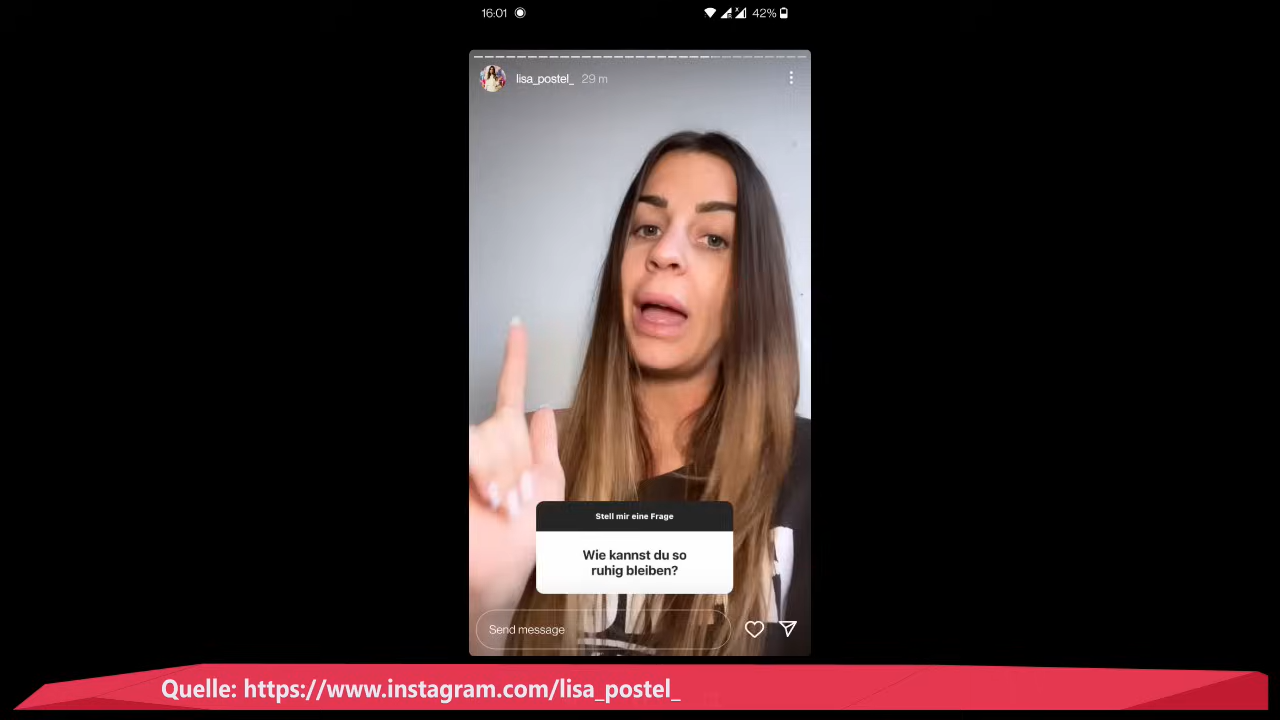 16:01
42%
lisa_postel_ 29 m
Stell mir eine Frage
Wie kannst du so
ruhig bleiben?
Send message
Quelle: https://www.instagram.com/lisa_postel_